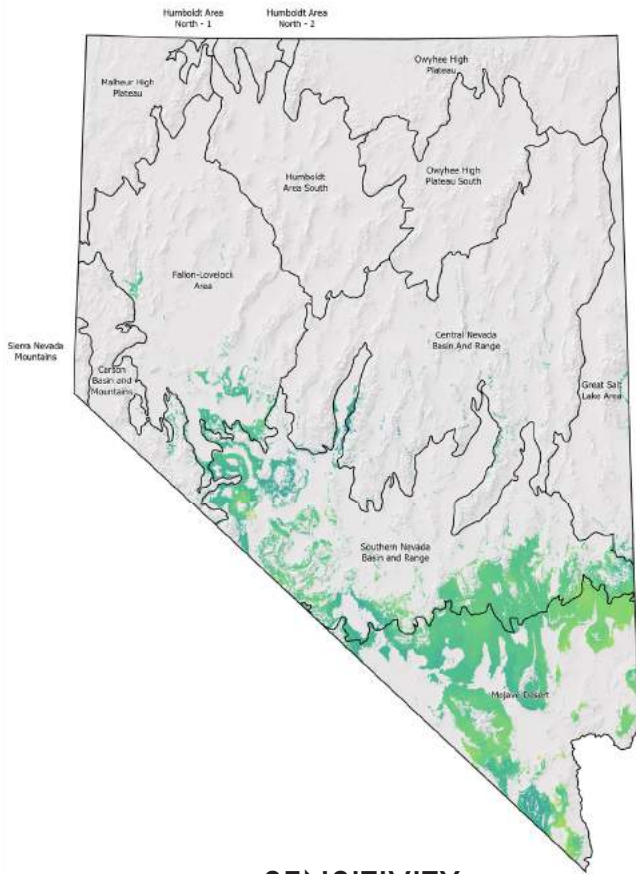 Humboldt Area
North - 1
Humboldt Area
North - 2
Malheur High
Plateau
Owyhee High
Plateau
Humboldt
Area South
Owyhee High
Plateau South
Fallon-Lovelock
Area
Sierra Nevada
Mountains
Carson
Basin and
Mountains
Central Nevada
Basin And Range
Great Salt
Lake Area
Southern Nevada
Basin and Range
Mojave Desert